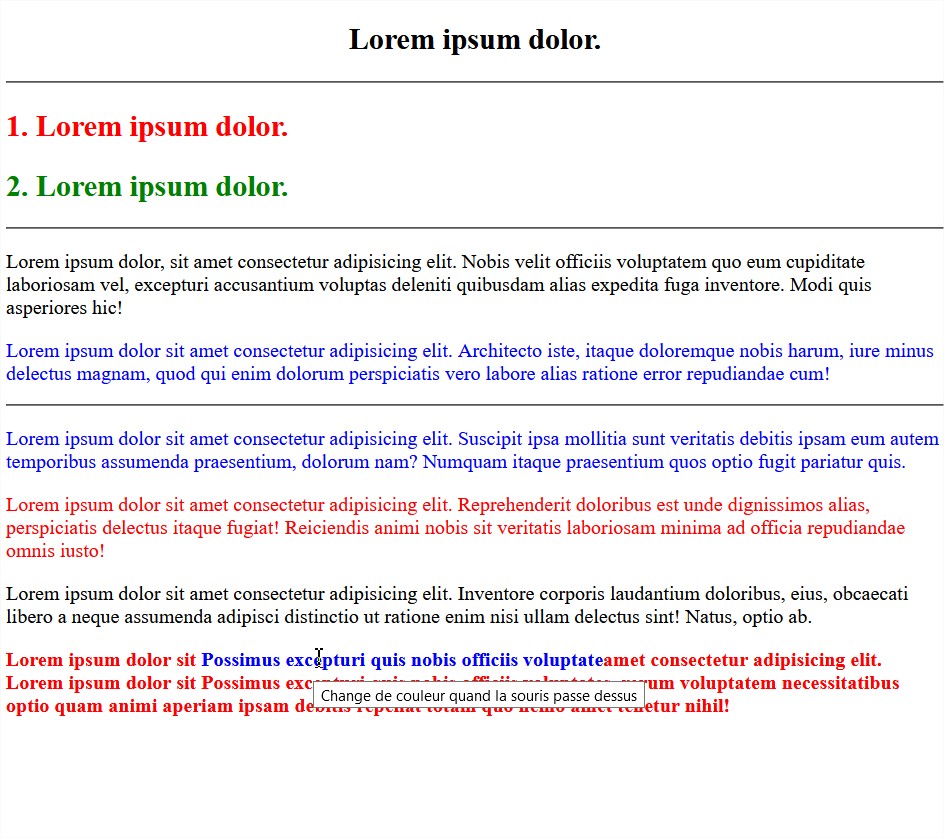 Lorem ipsum dolor.
1. Lorem ipsum dolor.
2. Lorem ipsum dolor.
Lorem ipsum dolor, sit amet consectetur adipisicing elit. Nobis velit officiis voluptatem quo eum cupiditate
laboriosam vel, excepturi accusantium voluptas deleniti quibusdam alias expedita fuga inventore. Modi quis
asperiores hic!
Lorem ipsum dolor sit amet consectetur adipisicing elit. Architecto iste, itaque doloremque nobis harum, iure minus
delectus magnam, quod qui enim dolorum perspiciatis vero labore alias ratione error repudiandae cum!
Lorem ipsum dolor sit amet consectetur adipisicing elit. Suscipit ipsa mollitia sunt veritatis debitis ipsam eum autem
temporibus assumenda praesentium, dolorum nam? Numquam itaque praesentium quos optio fugit pariatur quis.
Lorem ipsum dolor sit amet consectetur adipisicing elit. Reprehenderit doloribus est unde dignissimos alias,
perspiciatis delectus itaque fugiat! Reiciendis animi nobis sit veritatis laboriosam minima ad officia repudiandae
omnis iusto!
Lorem ipsum dolor sit amet consectetur adipisicing elit. Inventore corporis laudantium doloribus, eius, obcaecati
libero a neque assumenda adipisci distinctio ut ratione enim nisi ullam delectus sint! Natus, optio ab.
Lorem ipsum dolor sit Possimus excepturi quis nobis officiis voluptateamet consectetur adipisicing elit.
Lorem ipsum dolor sit Possimus voluptatem necessitatibus
optio quam animi aperiam ipsam nihil!
Change de couleur quand la souris passe dessus